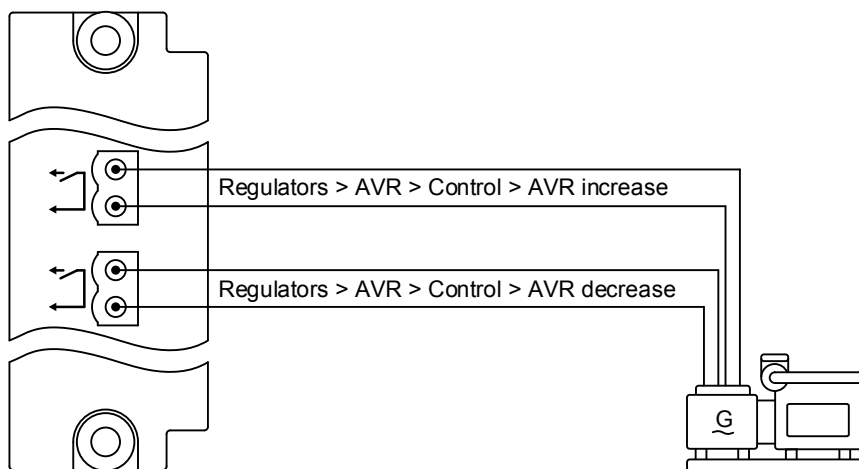 Regulators > AVR > Control > AVR increase
Regulators > AVR > Control > AVR decrease
G